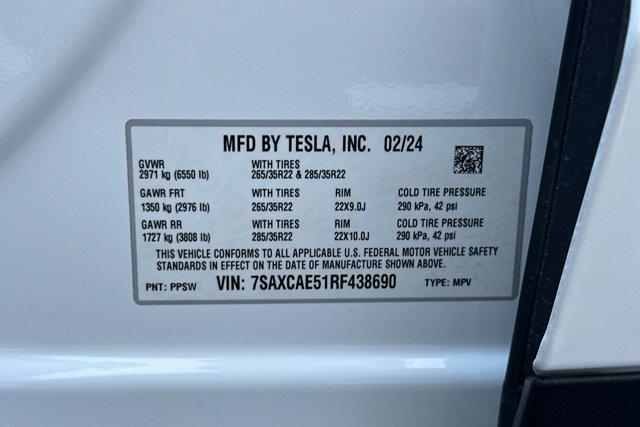 MFD BY TESLA, INC. 02/24
GVWR WITH TIRES
2971 kg (6550 lb) 265/35R22 & 285/35R22
GAWR FRT WITH TIRES RIM COLD TIRE PRESSURE
1350 kg (2976 lb) 265/35R22 22X9.0J 290 kPa, 42 psi
GAWR RR WITH TIRES RIM COLD TIRE PRESSURE
1727 kg (3808 lb) 285/35R22 22X10.0J 290 kPa, 42 psi
THIS VEHICLE CONFORMS TO ALL APPLICABLE U.S. FEDERAL MOTOR VEHICLE SAFETY
STANDARDS IN EFFECT ON THE DATE OF MANUFACTURE SHOWN ABOVE.
PNT: PPSW VIN: 7SAXCAE51RF438690 TYPE: MPV